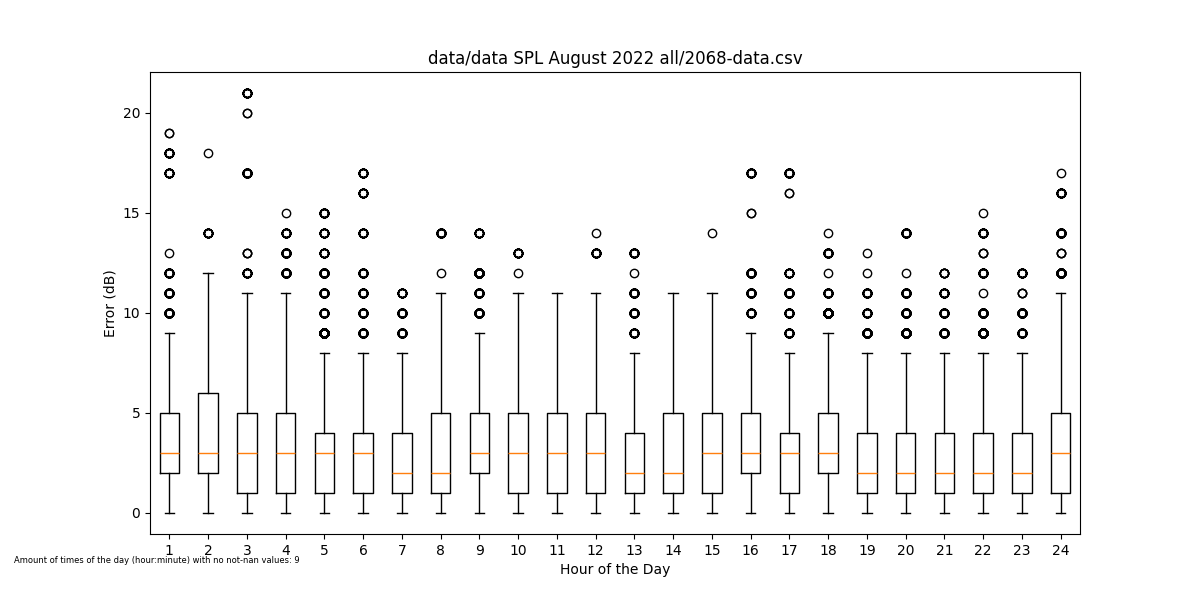 data/data SPL August 2022 all/2068-data.csv
Error (dB)
20
15
10
5
0
1 2 3 4 5 6 7 8 9 10 11 12 13 14 15 16 17 18 19 20 21 22 23 24
Amount of times of the day (hour:minute) with no not-nan values: 9
Hour of the Day